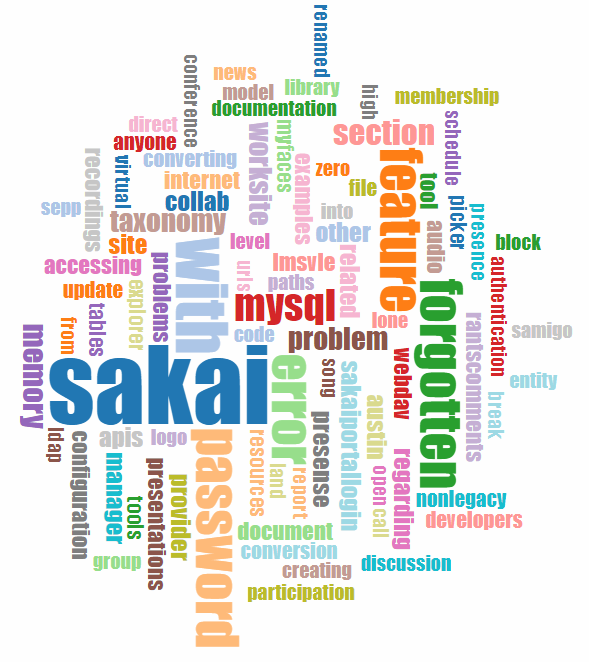 renamed
news
conference
model
library
high
documentation
membership
direct
anyone
worksite
myfaces
section
schedule
recordings
virtual
converting
internet
collab
examples
zero
file
feature
tool
picker
presence
sepp
taxonomy
into
other
audio
block
site
with
level
accessing
problems
urls
lmsvle
related
paths
authentication
update
explorer
mysql
forgotten
rantscomments
samigo
from
tables
code
problem
lone
memory
sakai
error
song
sakaiportallogin
webdav
entity
break
austin
ldap
configuration
apis
logo
password
resources
presense
land
report
open call
regarding
manager
presentations
provider
tools
nonlegacy
developers
document
group
conversion
discussion
creating
participation